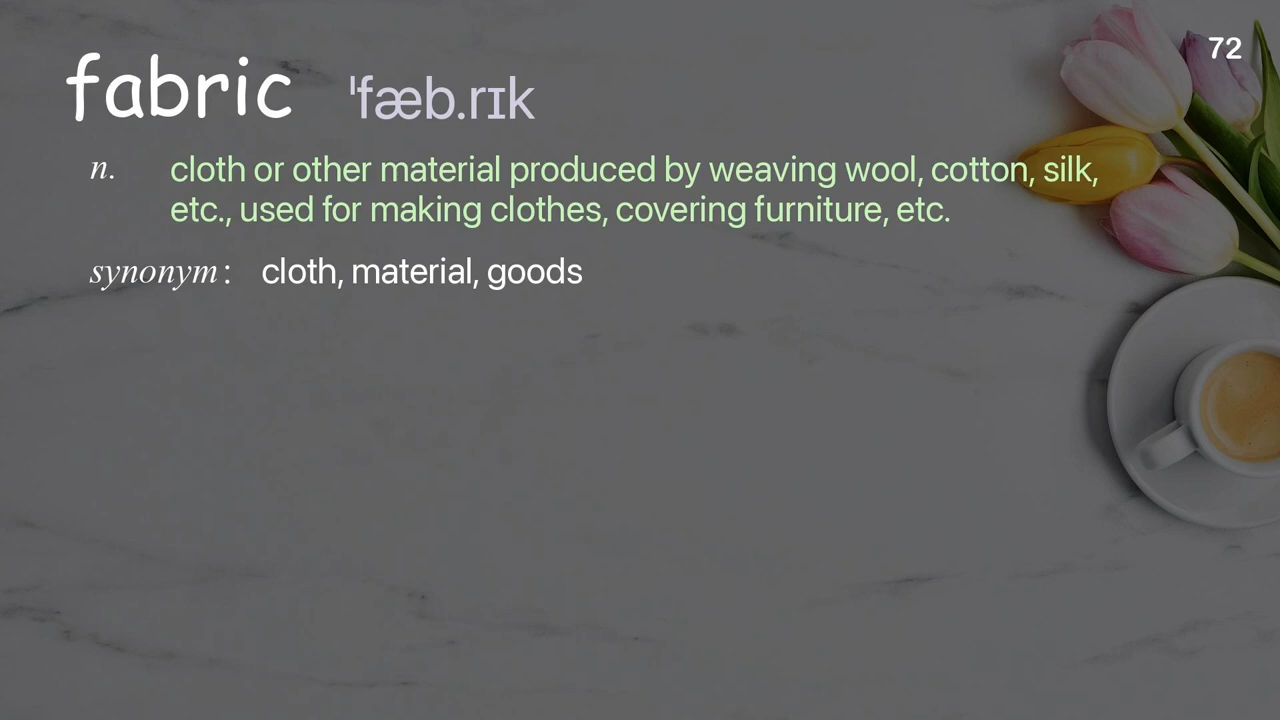 72
fabric ˈfæb.rɪk
n. cloth or other material produced by weaving wool, cotton, silk,
etc., used for making clothes, covering furniture, etc.
synonym: cloth, material, goods